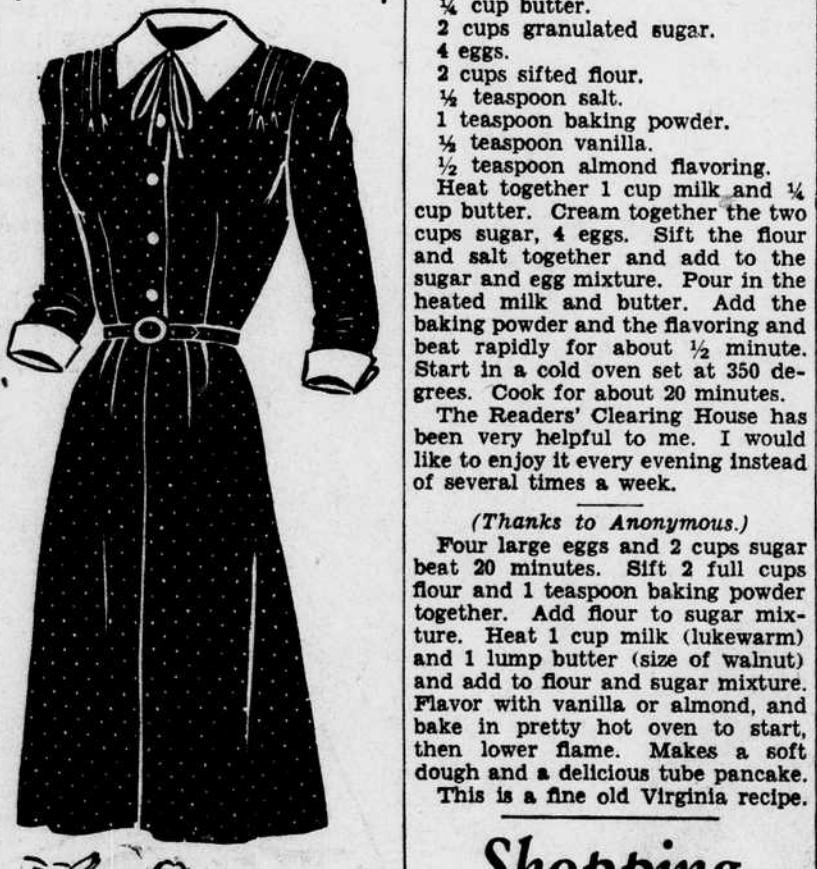 ¼ cup butter.
2 cups granulated sugar.
4 eggs.
2 cups sifted flour.
½ teaspoon salt.
1 teaspoon baking powder.
½ teaspoon vanilla.
½ teaspoon almond flavoring.
Heat together 1 cup milk and ¼
cup butter. Cream together the two
cups sugar, 4 eggs. Sift the flour
and salt together and add to the
sugar and egg mixture. Pour in the
heated milk and butter. Add the
baking powder and the flavoring and
beat rapidly for about ½ minute.
Start in a cold oven set at 350 de-
grees. Cook for about 20 minutes.
The Readers' Clearing House has
been very helpful to me. I would
like to enjoy it every evening instead
of several times a week.
(Thanks to Anonymous.)
Four large eggs and 2 cups sugar
beat 20 minutes. Sift 2 full cups
flour and 1 teaspoon baking powder
together. Add flour to sugar mix-
ture. Heat 1 cup milk (lukewarm)
and 1 lump butter (size of walnut)
and add to flour and sugar mixture.
Flavor with vanilla or almond, and
bake in pretty hot oven to start,
then lower flame. Makes a soft
dough and a delicious tube pancake.
This is a fine old Virginia recipe.
Shopping